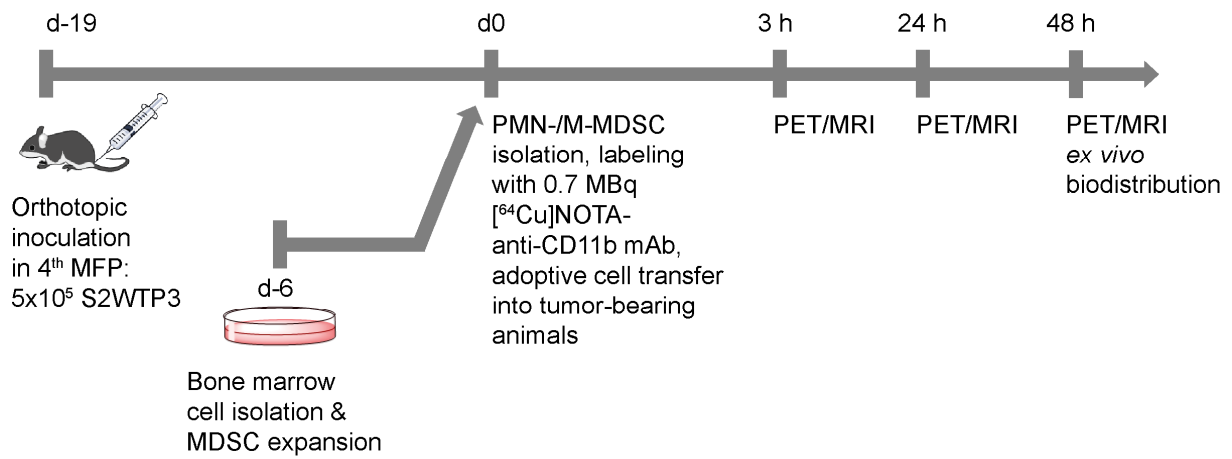 d-19
d0
3 h
24 h
48 h
Orthotopic
inoculation
in 4th MFP:
5x10⁵ S2WTP3
d-6
Bone marrow
cell isolation &
MDSC expansion
PMN-/M-MDSC
isolation, labeling
with 0.7 MBq
[⁶⁴Cu]NOTA-
anti-CD11b mAb,
adoptive cell transfer
into tumor-bearing
animals
PET/MRI
PET/MRI
PET/MRI
ex vivo
biodistribution